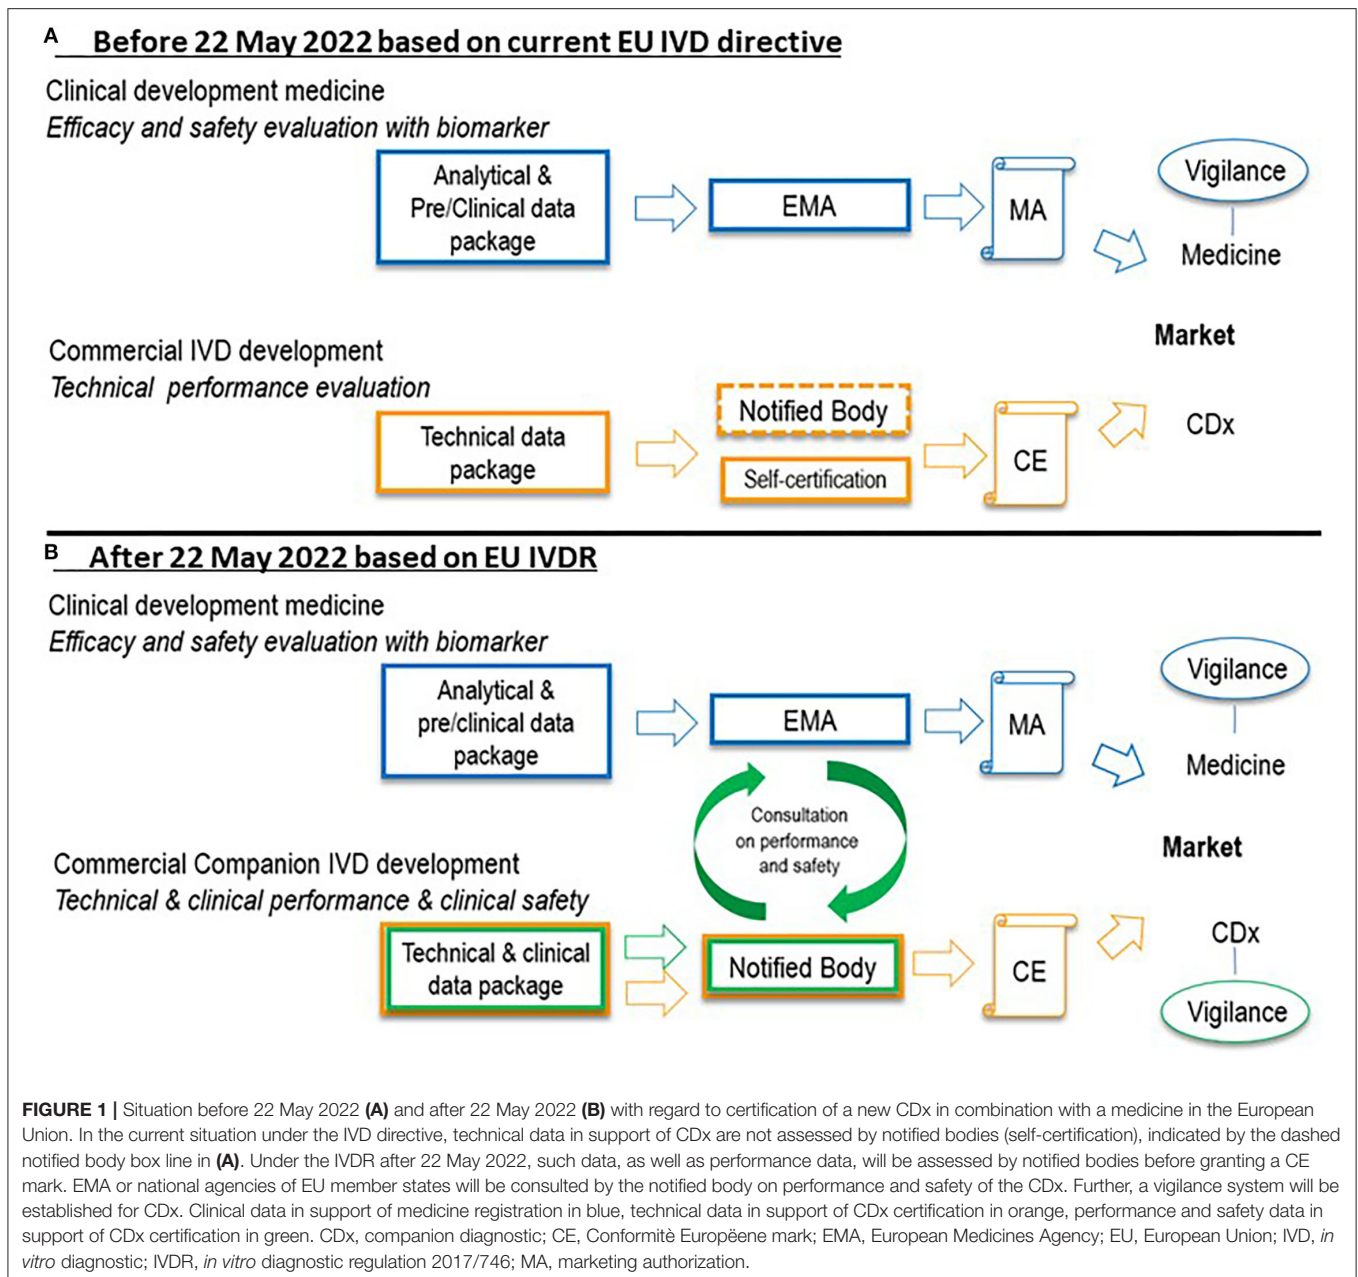 A Before 22 May 2022 based on current EU IVD directive
Clinical development medicine
Efficacy and safety evaluation with biomarker
Analytical &
Pre/Clinical data
package
EMA
MA
Vigilance
Medicine
Market
Commercial IVD development
Technical performance evaluation
Technical data
package
Notified Body
Self-certification
CE
CDx
B After 22 May 2022 based on EU IVDR
Clinical development medicine
Efficacy and safety evaluation with biomarker
Analytical &
pre/clinical data
package
EMA
MA
Vigilance
Medicine
Consultation
on performance
and safety
Market
Commercial Companion IVD development
Technical & clinical performance & clinical safety
Technical & clinical
data package
Notified Body
CE
CDx
Vigilance
FIGURE 1 | Situation before 22 May 2022 (A) and after 22 May 2022 (B) with regard to certification of a new CDx in combination with a medicine in the European
Union. In the current situation under the IVD directive, technical data in support of CDx are not assessed by notified bodies (self-certification), indicated by the dashed
notified body box line in (A). Under the IVDR after 22 May 2022, such data, as well as performance data, will be assessed by notified bodies before granting a CE
mark. EMA or national agencies of EU member states will be consulted by the notified body on performance and safety of the CDx. Further, a vigilance system will be
established for CDx. Clinical data in support of medicine registration in blue, technical data in support of CDx certification in orange, performance and safety data in
support of CDx certification in green. CDx, companion diagnostic; CE, Conformitè Europëene mark; EMA, European Medicines Agency; EU, European Union; IVD, in
vitro diagnostic; IVDR, in vitro diagnostic regulation 2017/746; MA, marketing authorization.